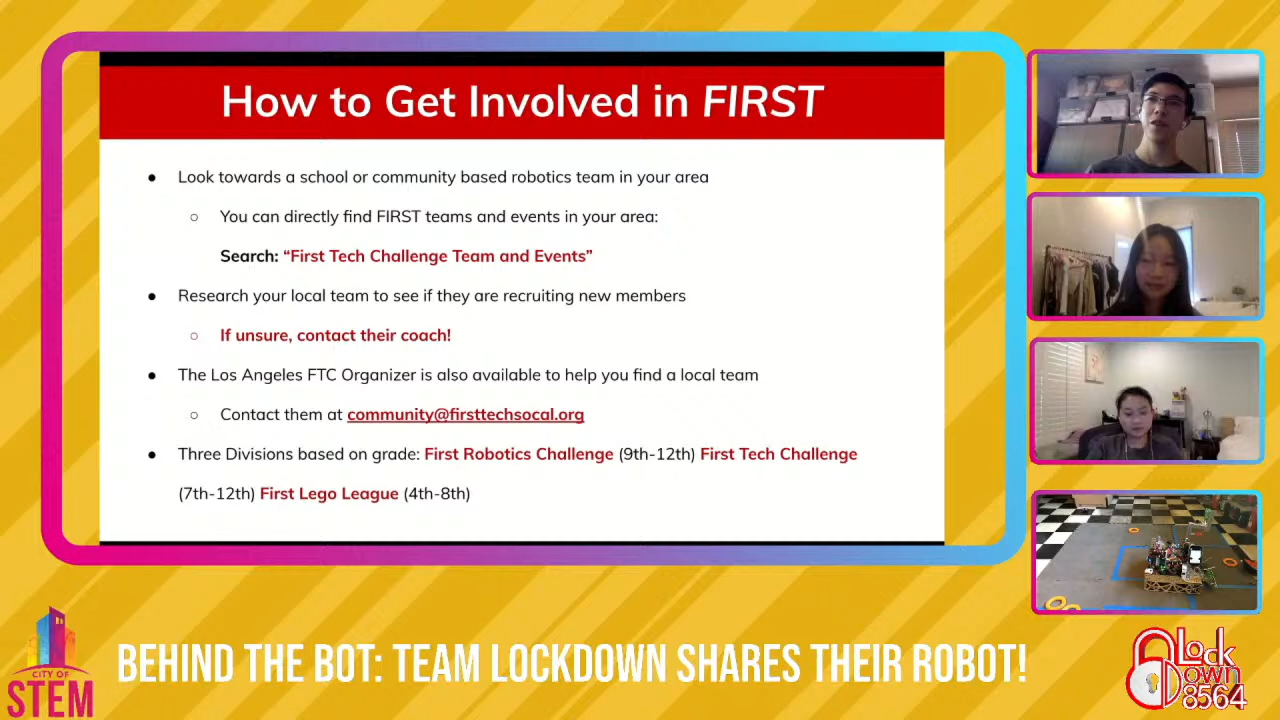 How to Get Involved in FIRST
● Look towards a school or community based robotics team in your area
○ You can directly find FIRST teams and events in your area:
Search: “First Tech Challenge Team and Events”
● Research your local team to see if they are recruiting new members
○ If unsure, contact their coach!
● The Los Angeles FTC Organizer is also available to help you find a local team
○ Contact them at community@firsttechsocal.org
● Three Divisions based on grade: First Robotics Challenge (9th-12th) First Tech Challenge
(7th-12th) First Lego League (4th-8th)
CITY OF
STEM
BEHIND THE BOT: TEAM LOCKDOWN SHARES THEIR ROBOT!
Lock
Down
8564